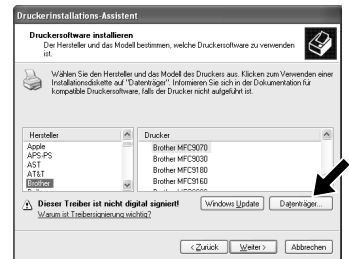 Druckerinstallations-Assistent
Druckersoftware installieren
Der Hersteller und das Modell bestimmen, welche Druckersoftware zu verwenden
ist.
Wählen Sie den Hersteller und das Modell des Druckers aus. Klicken zum Verwenden einer
Installationsdiskette auf "Datenträger". Informieren Sie sich in der Dokumentation für
kompatible Druckersoftware, falls der Drucker nicht aufgeführt ist.
Hersteller
Apple
APS-PS
AST
AT&T
Brother
Drucker
Brother MFC9070
Brother MFC9030
Brother MFC9180
Brother MFC9160
Dieser Treiber ist nicht digital signiert!
Warum ist Treibersignierung wichtig?
Windows Update
Datenträger...
< Zurück
Weiter >
Abbrechen